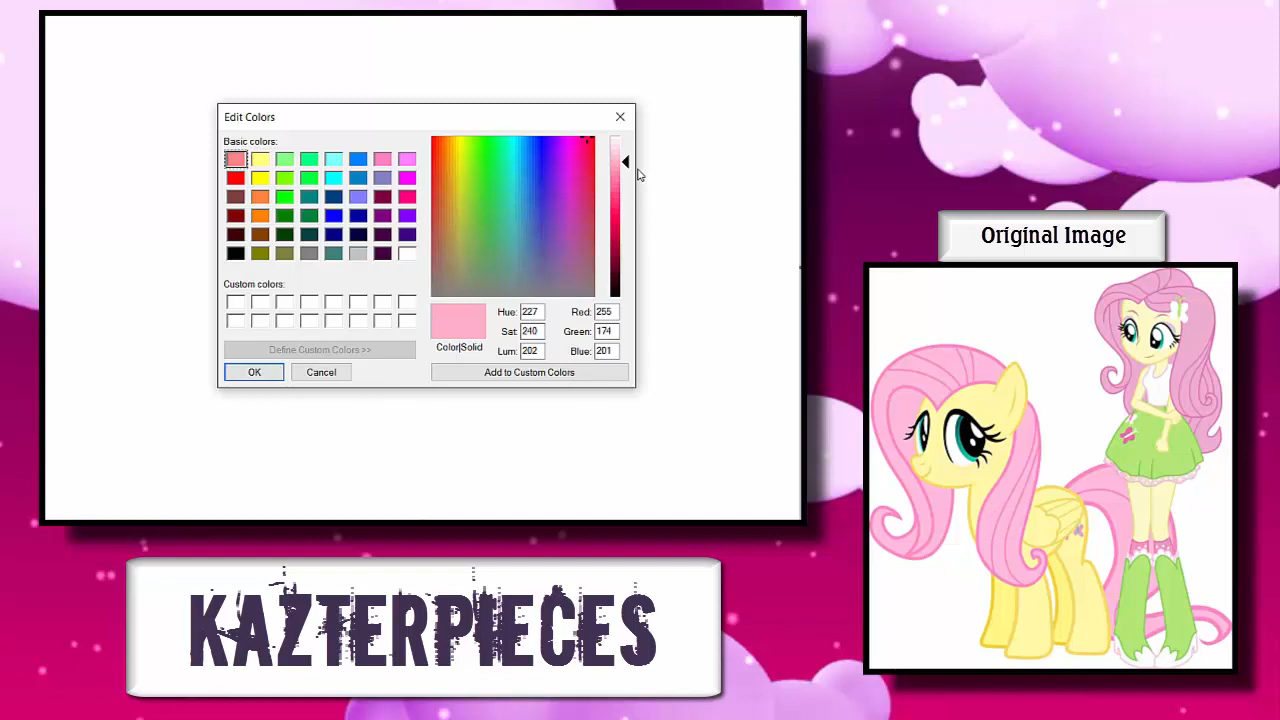 Edit Colors
Basic colors:
Custom colors:
Define Custom Colors >>
OK Cancel
Hue: 227 Red: 255
Sat: 240 Green: 174
Color|Solid Lum: 202 Blue: 201
Add to Custom Colors
Original Image
KAZTERPIECES